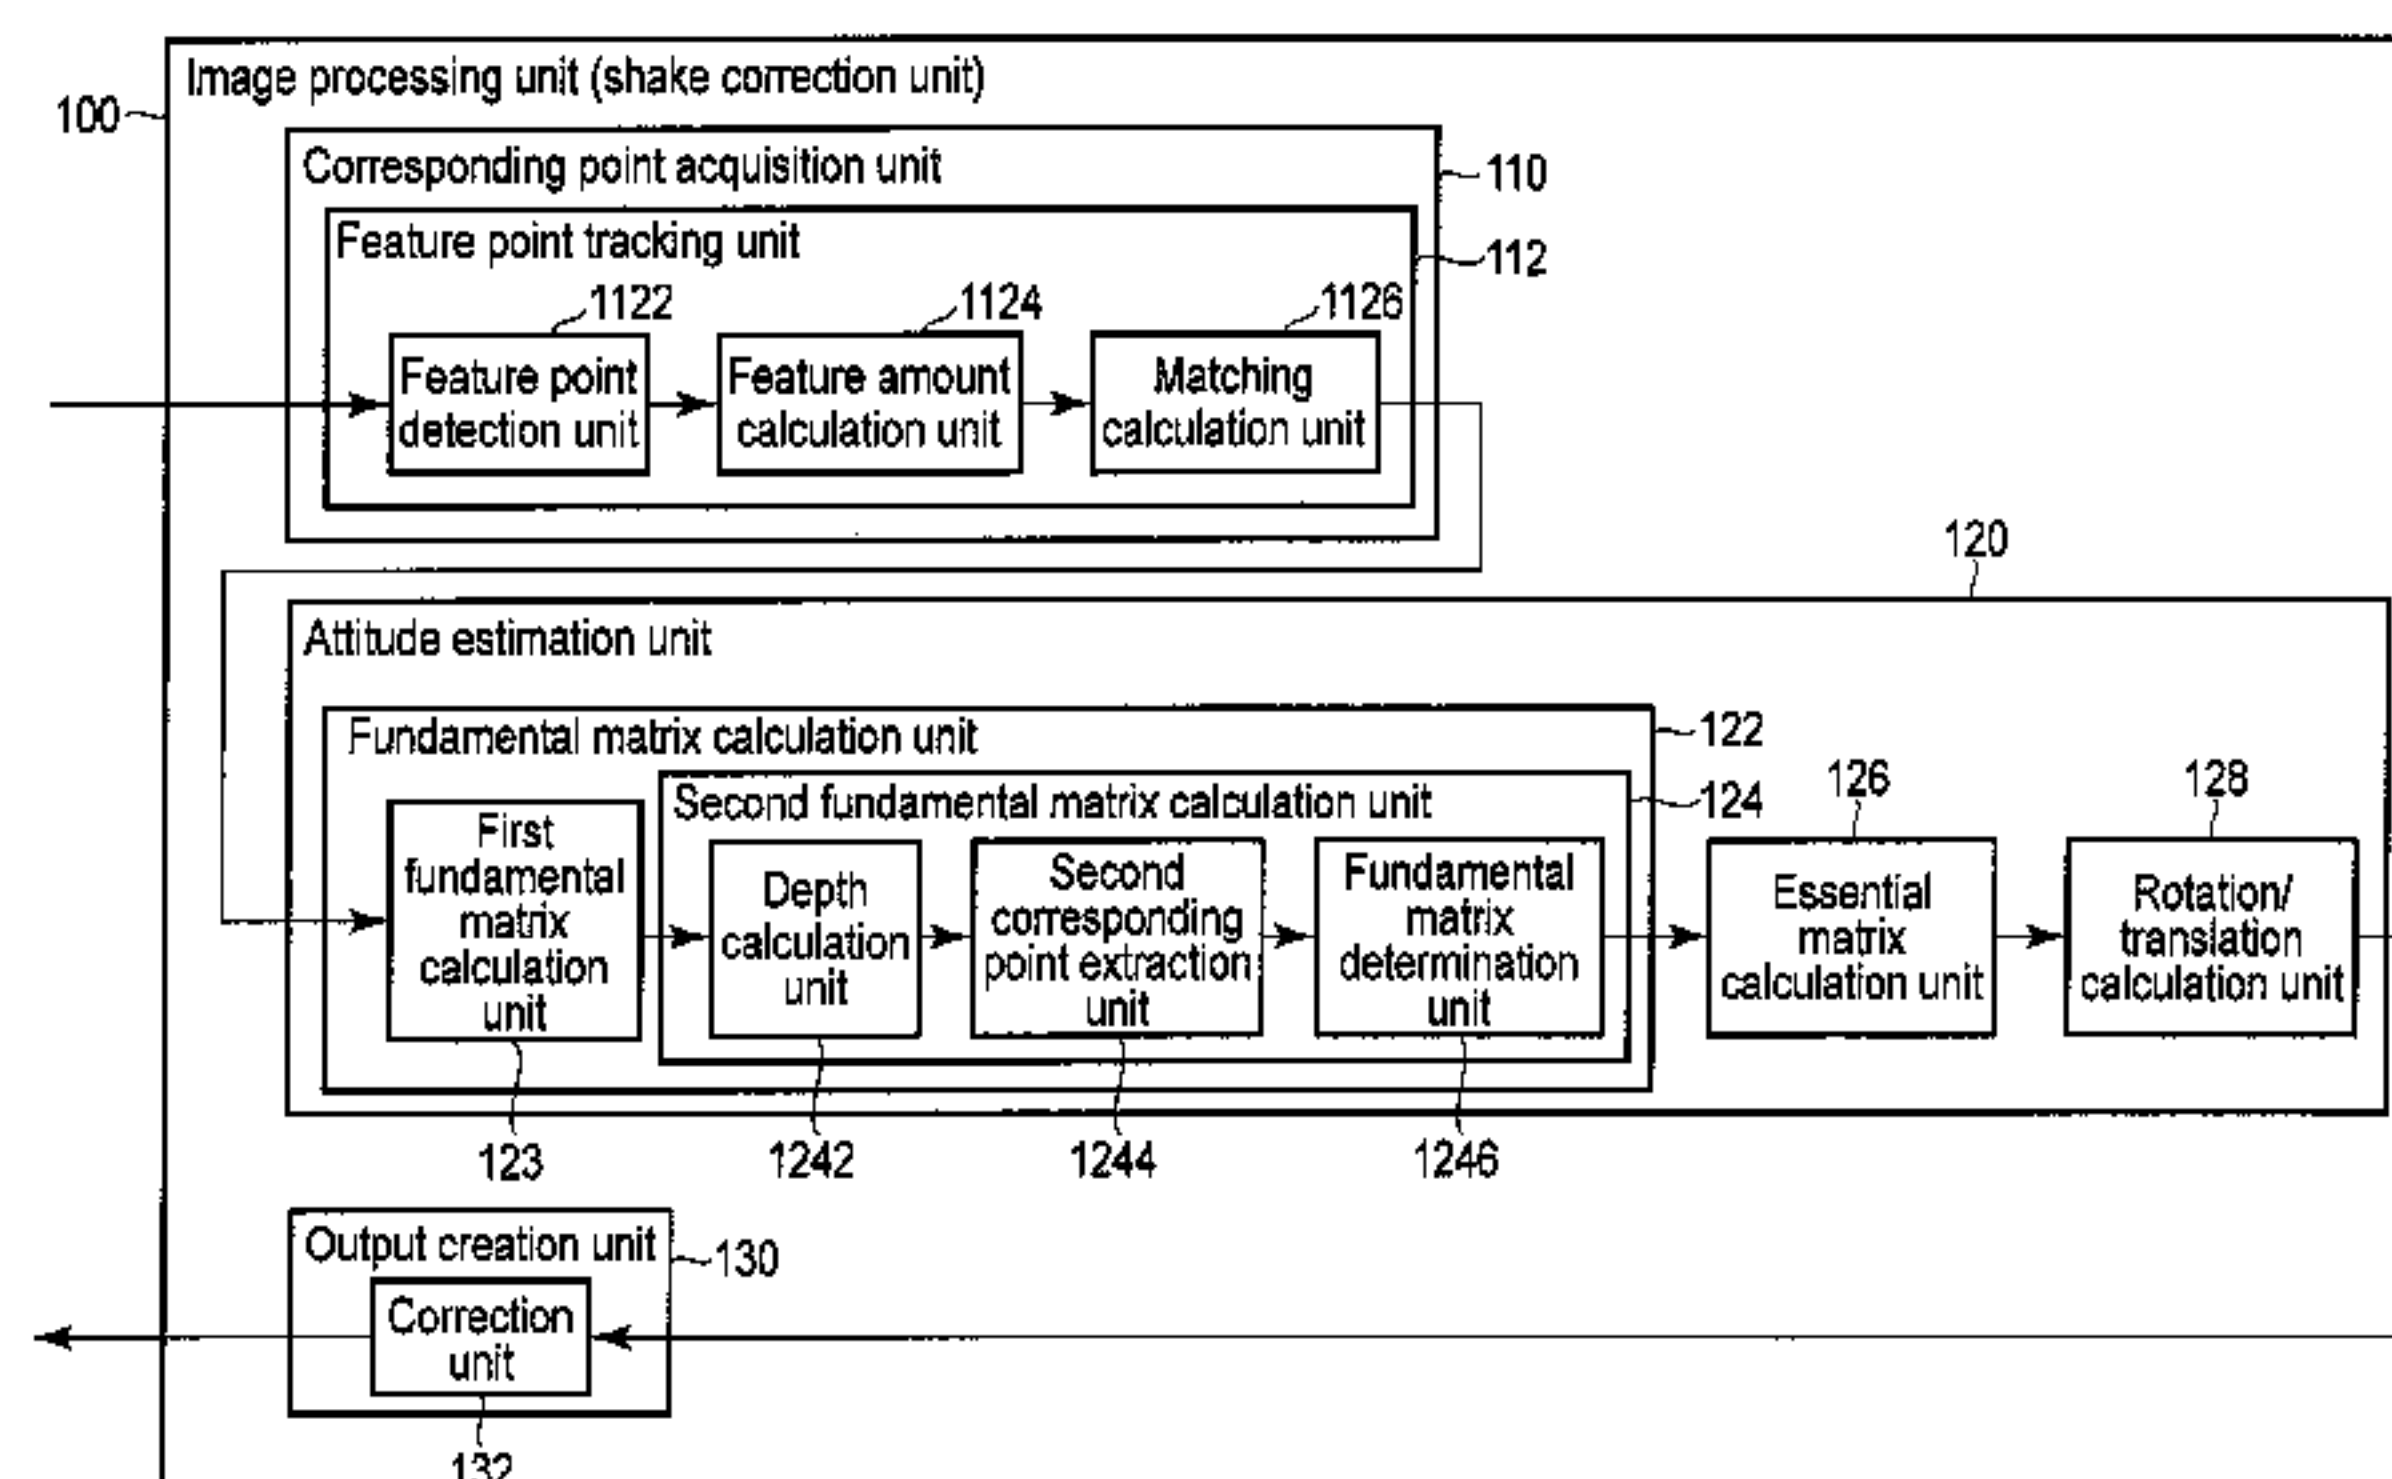 Image processing unit (shake correction unit)
100
Corresponding point acquisition unit
110
Feature point tracking unit
112
1122
1124
1126
Feature point
detection unit
Feature amount
calculation unit
Matching
calculation unit
120
Attitude estimation unit
Fundamental matrix calculation unit
122
Second fundamental matrix calculation unit
124
126
128
First
fundamental
matrix
calculation
unit
Depth
calculation
unit
Second
corresponding
point extraction
unit
Fundamental
matrix
determination
unit
Essential
matrix
calculation unit
Rotation/
translation
calculation unit
123
1242
1244
1246
Output creation unit
130
Correction
unit
132